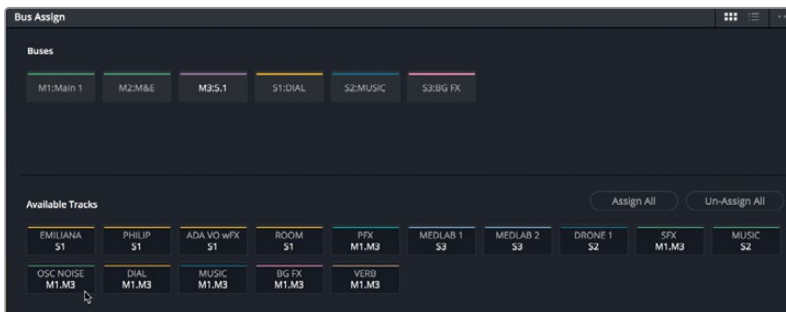 Bus Assign
Buses
M1:Main 1 M2:M&E M3:5.1 S1:DIAL S2:MUSIC S3:BG FX
Available Tracks Assign All Un-Assign All
EMILIANA PHILIP ADA VO wFX ROOM PFX MEDLAB 1 MEDLAB 2 DRONE 1 SFX MUSIC
S1 S1 S1 S1 M1.M3 S3 S3 S2 M1.M3 S2
OSC NOISE DIAL MUSIC BG FX VERB
M1.M3 M1.M3 M1.M3 M1.M3 M1.M3